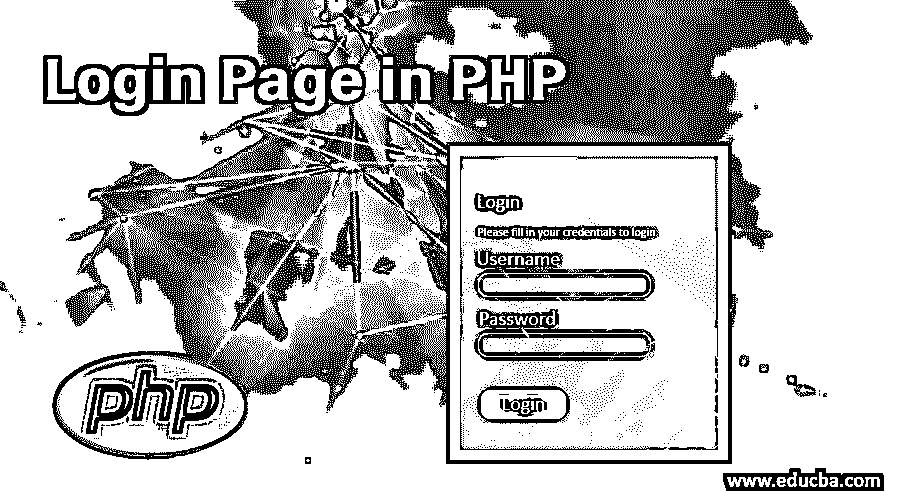 Login Page in PHP
Login
Please fill in your credentials to login
Username
Password
Login
php
www.educba.com